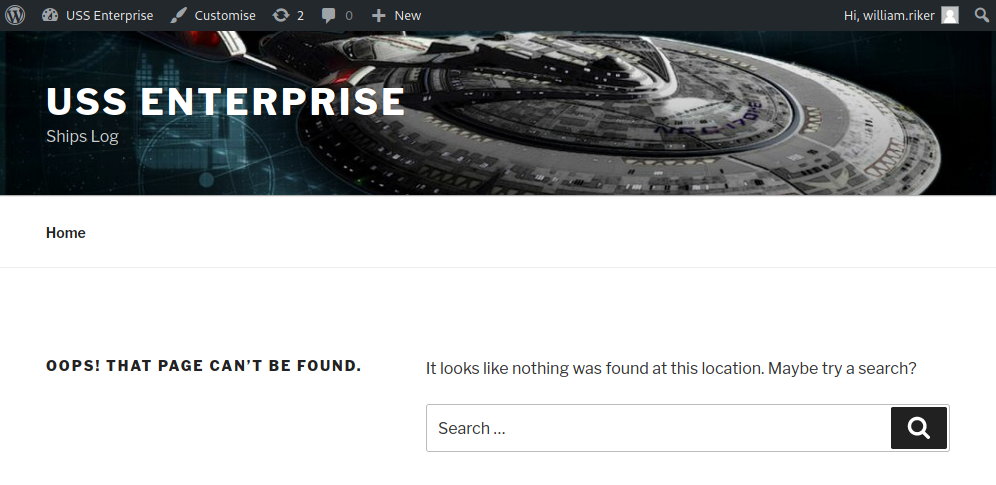 USS Enterprise Customise 2 0 New Hi, william.riker
USS ENTERPRISE
Ships Log
Home
OOPS! THAT PAGE CAN’T BE FOUND.
It looks like nothing was found at this location. Maybe try a search?
Search …